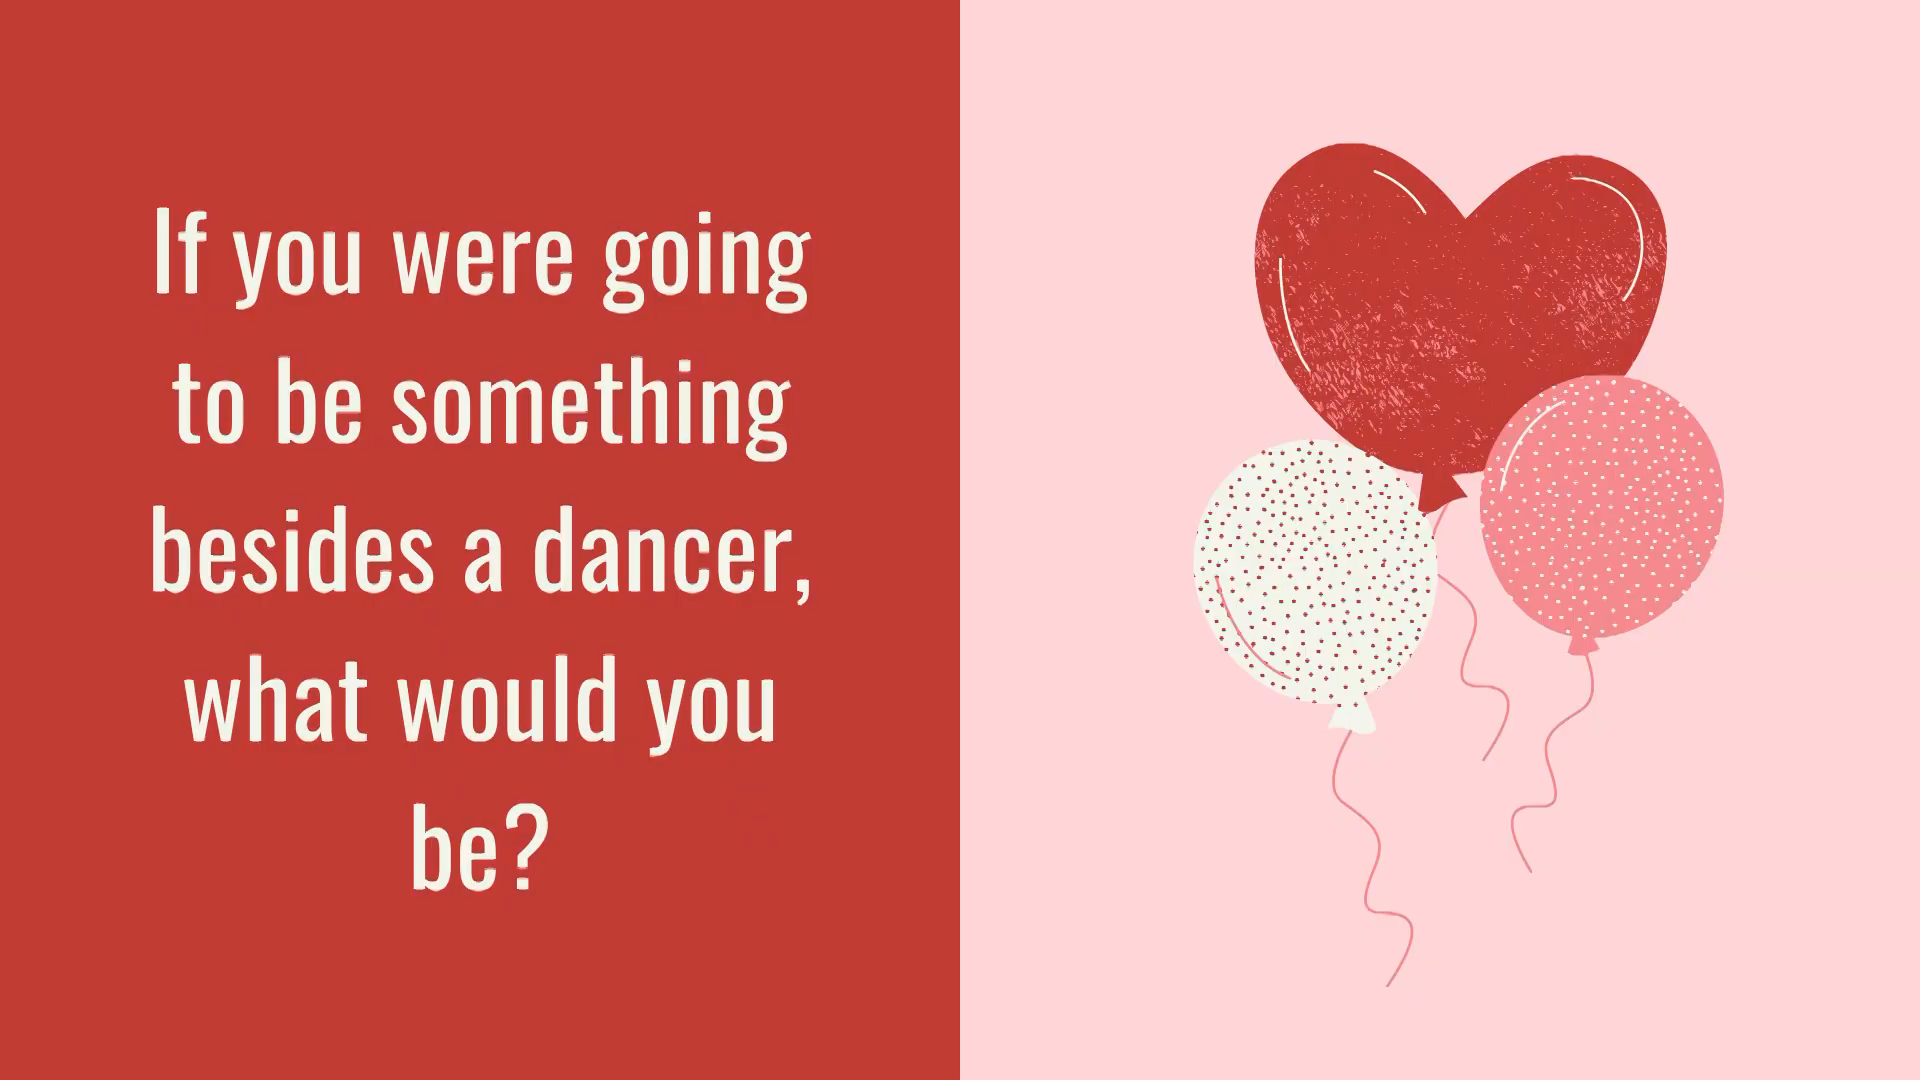 If you were going
to be something
besides a dancer,
what would you
be?